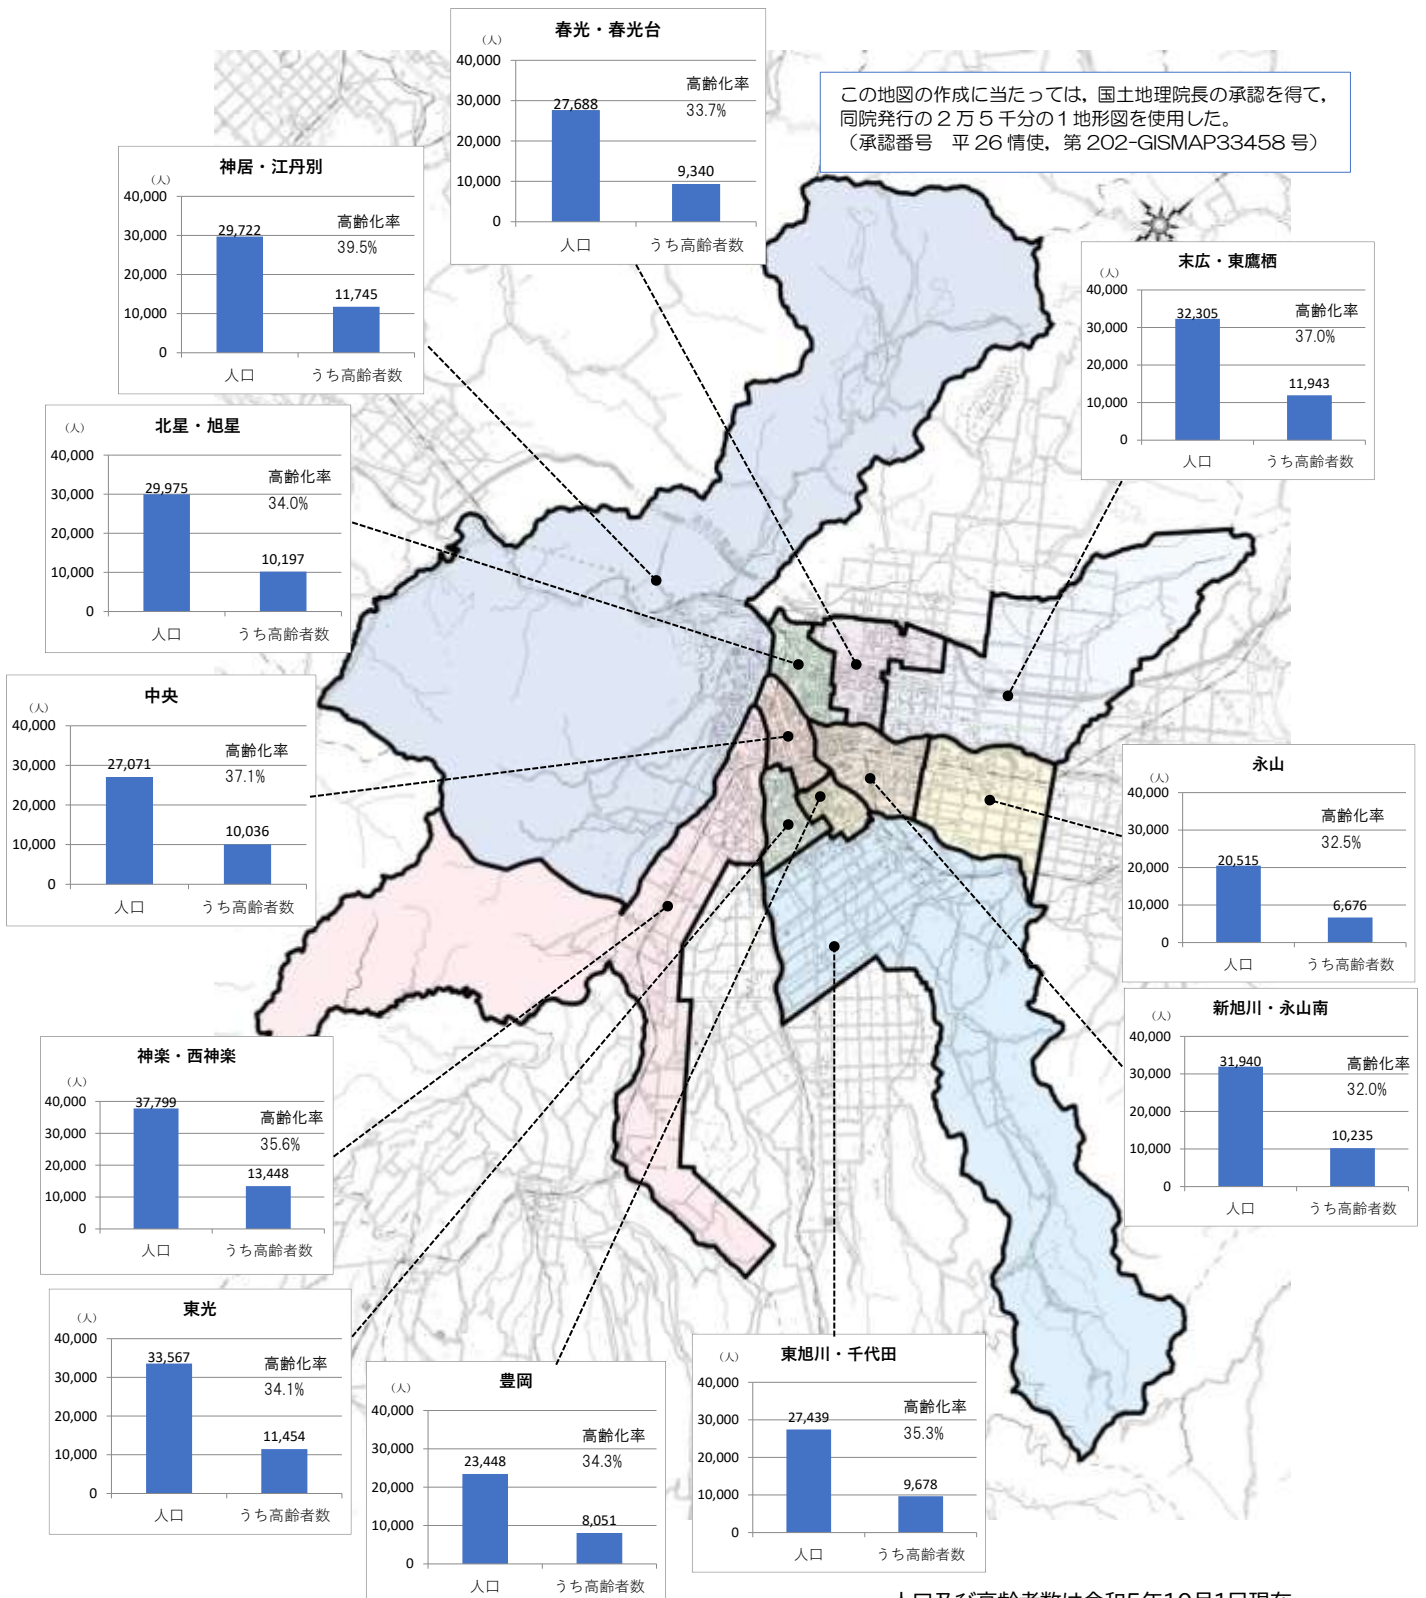 春光・春光台
（人）
40,000
30,000
20,000
10,000
0
27,688
9,340
高齢化率
33.7%
人口
うち高齢者数
この地図の作成に当たっては，国土地理院長の承認を得て，
同院発行の２万５千分の１地形図を使用した。
（承認番号　平 26 情使，第 202-GISMAP33458 号）
神居・江丹別
（人）
40,000
30,000
20,000
10,000
0
29,722
11,745
高齢化率
39.5%
人口
うち高齢者数
末広・東鷹栖
（人）
40,000
30,000
20,000
10,000
0
32,305
11,943
高齢化率
37.0%
人口
うち高齢者数
北星・旭星
（人）
40,000
30,000
20,000
10,000
0
29,975
10,197
高齢化率
34.0%
人口
うち高齢者数
中央
（人）
40,000
30,000
20,000
10,000
0
27,071
10,036
高齢化率
37.1%
人口
うち高齢者数
永山
（人）
40,000
30,000
20,000
10,000
0
20,515
6,676
高齢化率
32.5%
人口
うち高齢者数
新旭川・永山南
（人）
40,000
30,000
20,000
10,000
0
31,940
10,235
高齢化率
32.0%
人口
うち高齢者数
神楽・西神楽
（人）
40,000
30,000
20,000
10,000
0
37,799
13,448
高齢化率
35.6%
人口
うち高齢者数
東光
（人）
40,000
30,000
20,000
10,000
0
33,567
11,454
高齢化率
34.1%
人口
うち高齢者数
豊岡
（人）
40,000
30,000
20,000
10,000
0
23,448
8,051
高齢化率
34.3%
人口
うち高齢者数
東旭川・千代田
（人）
40,000
30,000
20,000
10,000
0
27,439
9,678
高齢化率
35.3%
人口
うち高齢者数
人口及び高齢者数は令和5年10月1日現在